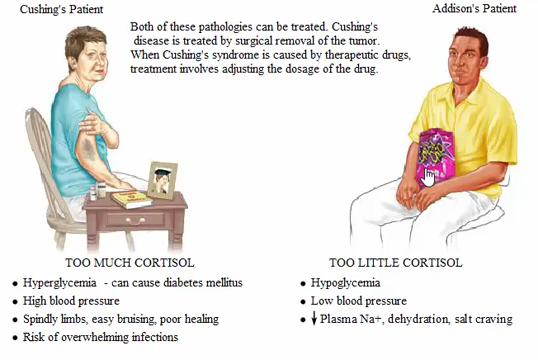 Cushing's Patient
Addison's Patient
Both of these pathologies can be treated. Cushing's
disease is treated by surgical removal of the tumor.
When Cushing's syndrome is caused by therapeutic drugs,
treatment involves adjusting the dosage of the drug.
TOO MUCH CORTISOL
• Hyperglycemia - can cause diabetes mellitus
• High blood pressure
• Spindly limbs, easy bruising, poor healing
• Risk of overwhelming infections
TOO LITTLE CORTISOL
• Hypoglycemia
• Low blood pressure
• ↓ Plasma Na+, dehydration, salt craving